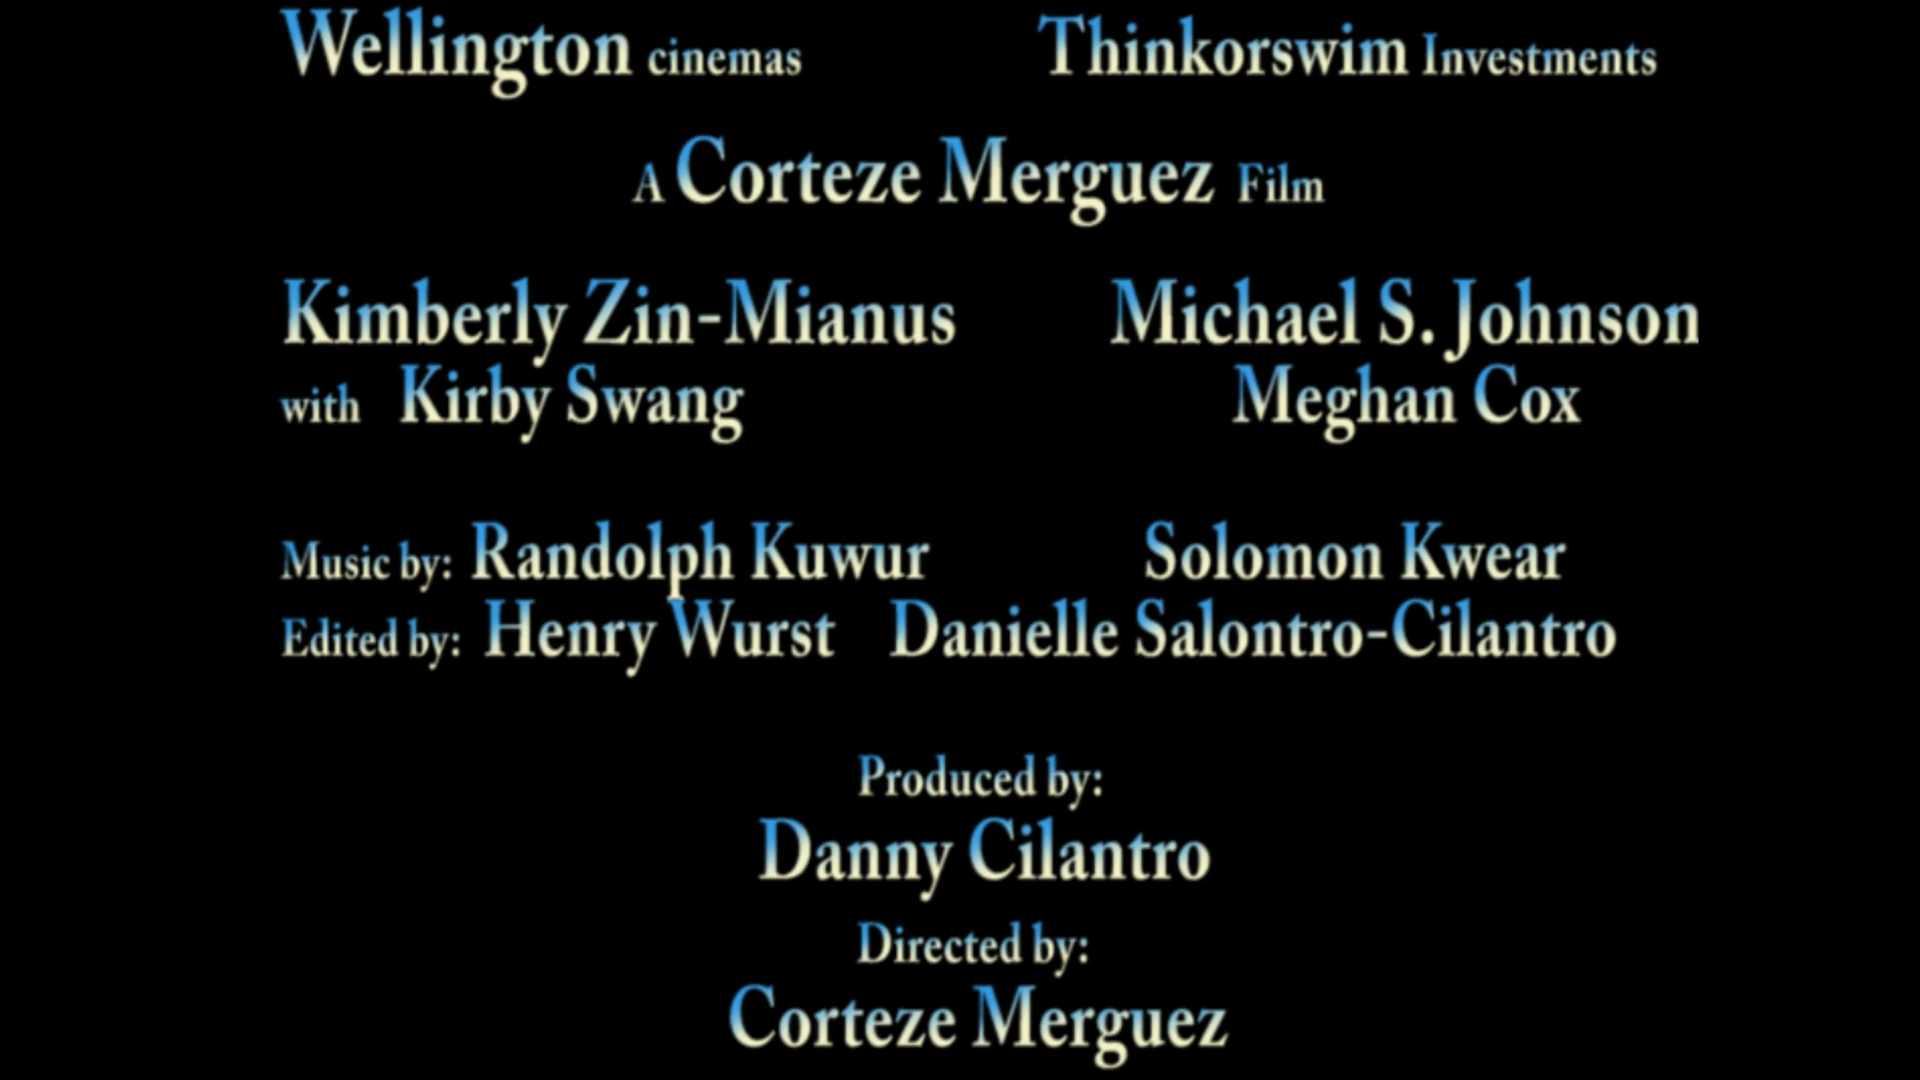 Wellington cinemas Thinkorswim Investments
A Corteze Merguez Film
Kimberly Zin-Mianus Michael S. Johnson
with Kirby Swang Meghan Cox
Music by: Randolph Kuwur Solomon Kwear
Edited by: Henry Wurst Danielle Salontro-Cilantro
Produced by:
Danny Cilantro
Directed by:
Corteze Merguez